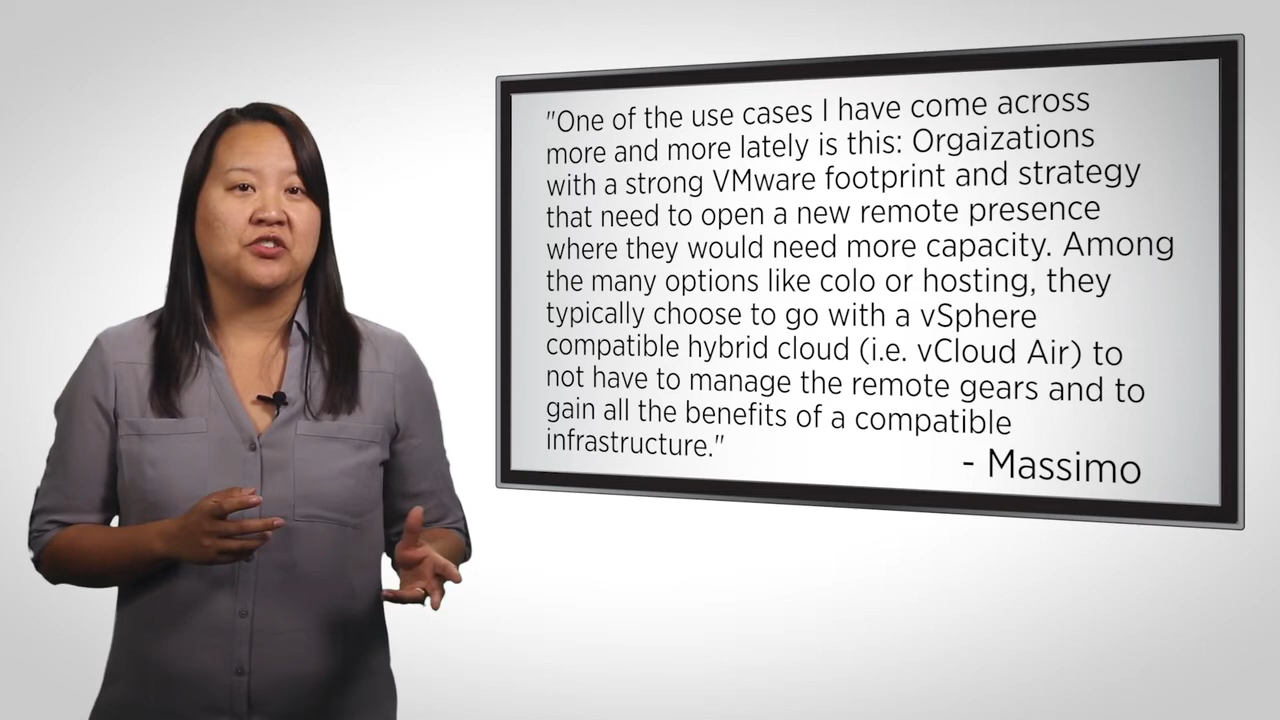 "One of the use cases I have come across
more and more lately is this: Orgaizations
with a strong VMware footprint and strategy
that need to open a new remote presence
where they would need more capacity. Among
the many options like colo or hosting, they
typically choose to go with a vSphere
compatible hybrid cloud (i.e. vCloud Air) to
not have to manage the remote gears and to
gain all the benefits of a compatible
infrastructure."
- Massimo